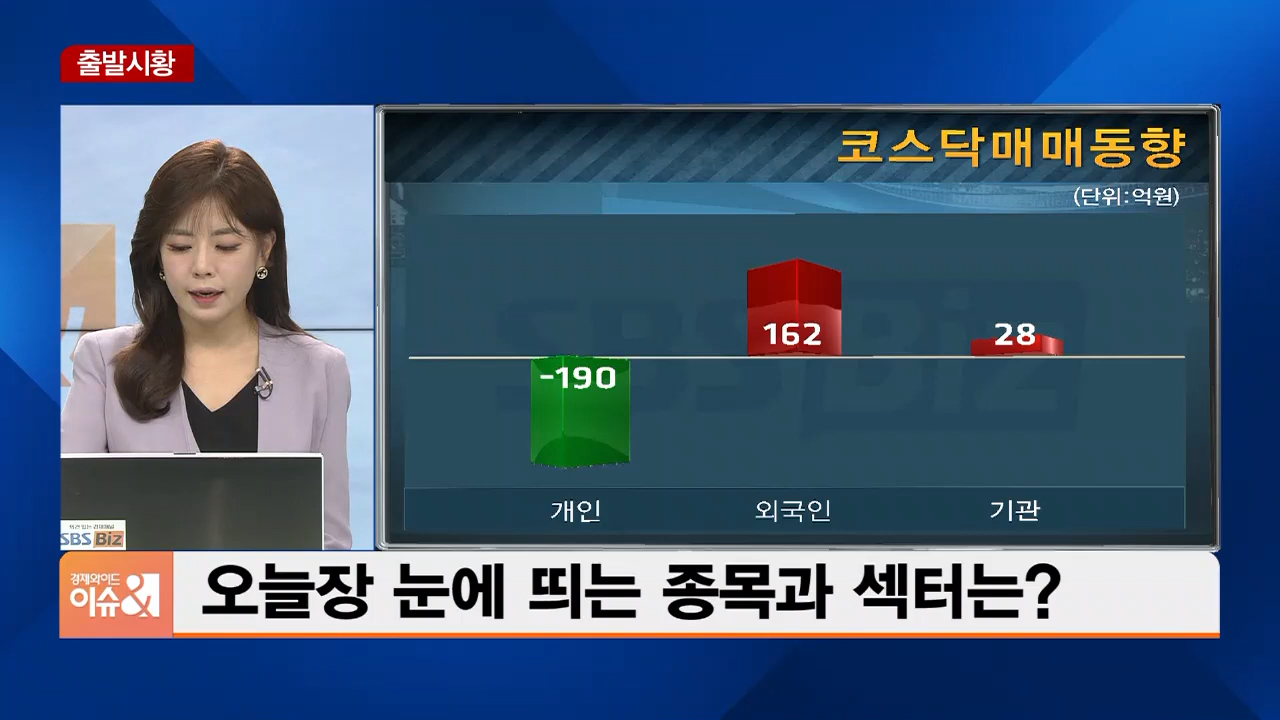 출발시황
코스닥매매동향
(단위:억원)
-190
162
28
개인
외국인
기관
SBS Biz
SBS Biz
경제와이드
이슈&
오늘장 눈에 띄는 종목과 섹터는?